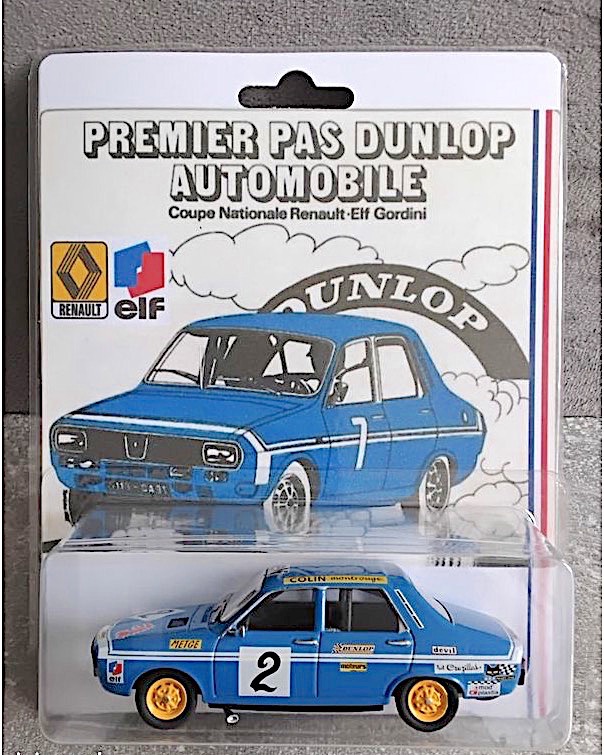 PREMIER PAS DUNLOP
AUTOMOBILE
Coupe Nationale Renault-Elf Gordini
RENAULT
elf
DUNLOP
7
COLIN montrouge
METGE
DUNLOP
moteurs
devil
elf
2